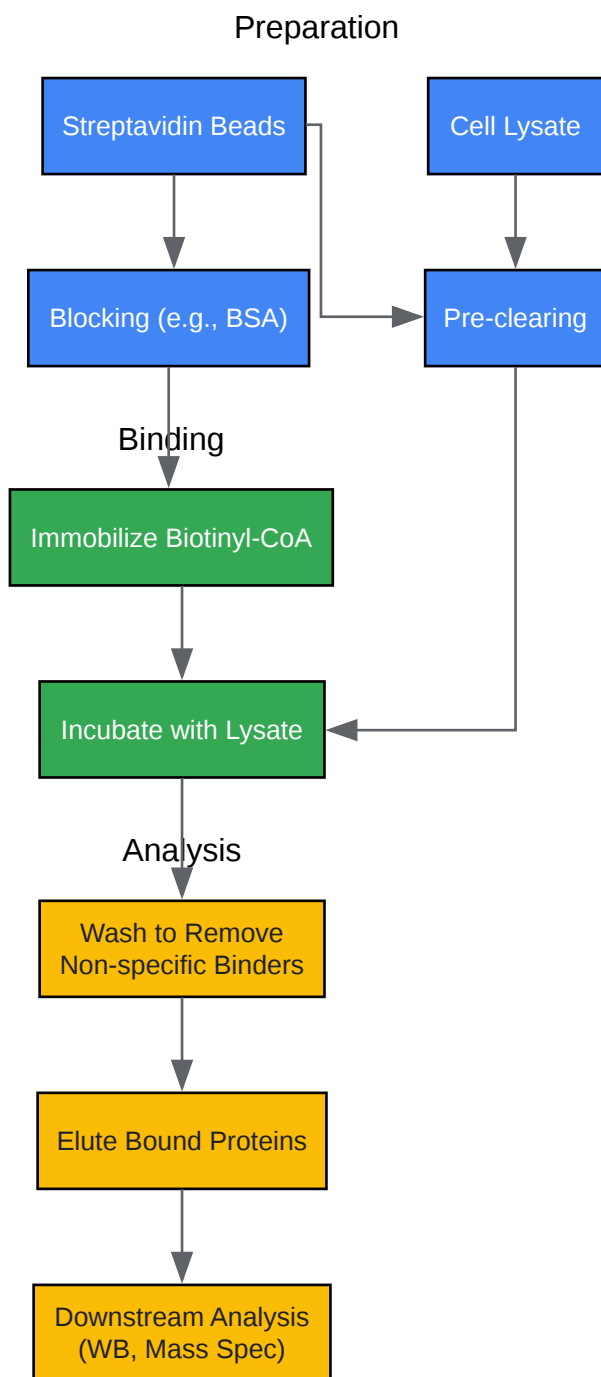 Preparation
Streptavidin Beads
Cell Lysate
Blocking (e.g., BSA)
Pre-clearing
Binding
Immobilize Biotinyl-CoA
Incubate with Lysate
Analysis
Wash to Remove
Non-specific Binders
Elute Bound Proteins
Downstream Analysis
(WB, Mass Spec)